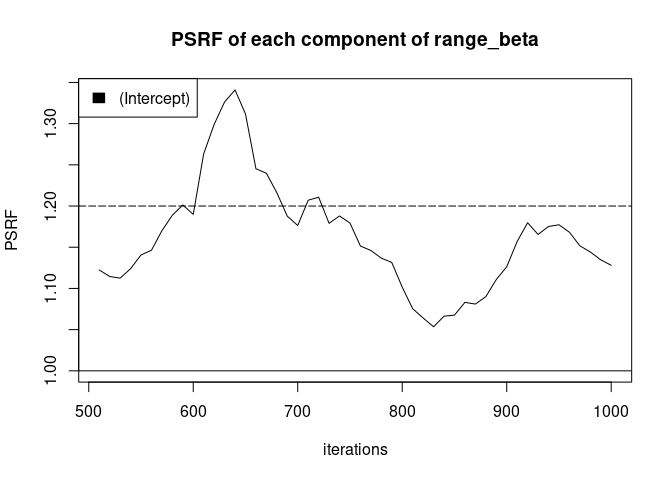 PSRF of each component of range_beta
(Intercept)
PSRF
1.30
1.20
1.10
1.00
500 600 700 800 900 1000
iterations